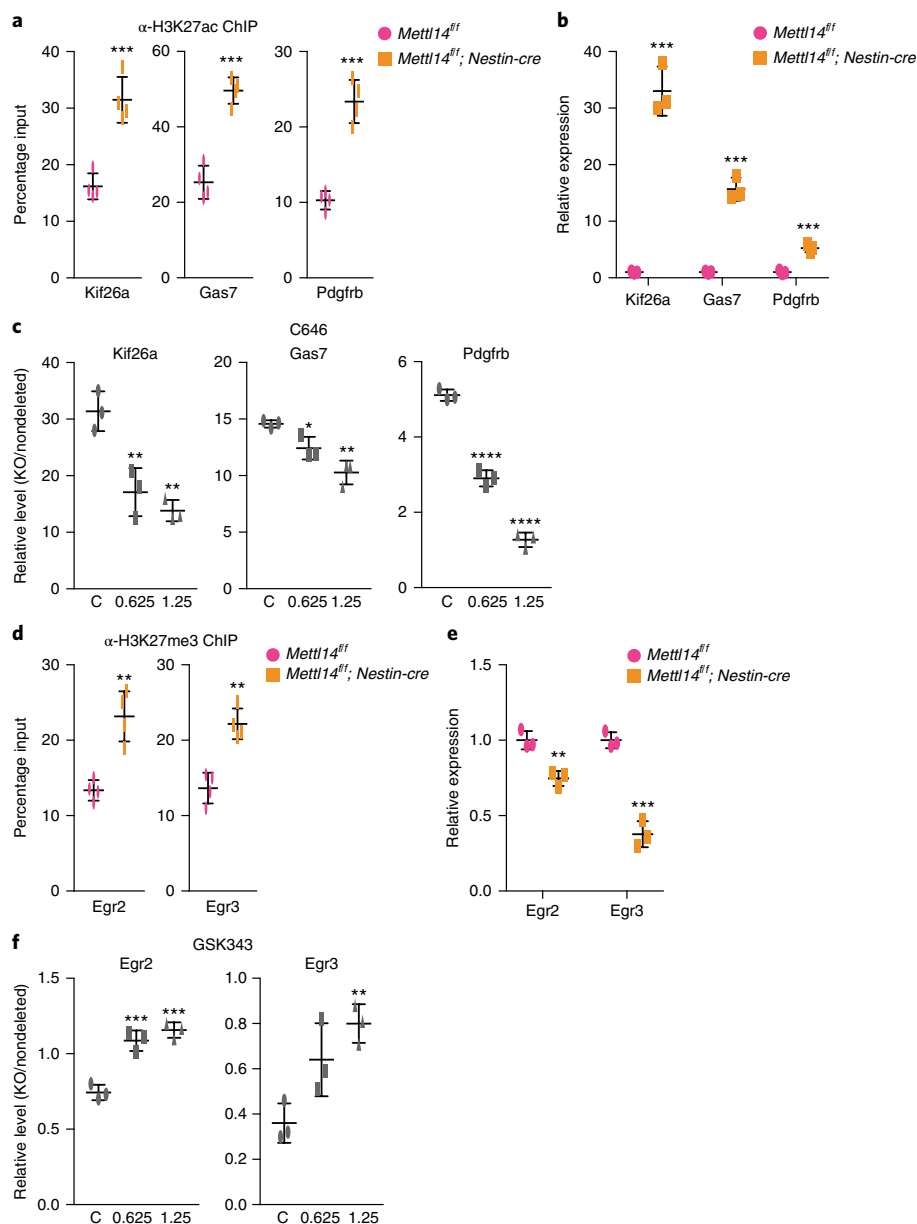 a
α-H3K27ac ChIP
Mettl14f/f
Mettl14f/f; Nestin-cre
Percentage input
40
30
20
10
0
***
Kif26a
60
40
20
0
***
Gas7
30
20
10
0
***
Pdgfrb
b
Mettl14f/f
Mettl14f/f; Nestin-cre
Relative expression
40
30
20
10
0
***
***
***
Kif26a
Gas7
Pdgfrb
c
C646
Kif26a
Gas7
Pdgfrb
Relative level (KO/nondeleted)
40
30
20
10
0
**
**
C 0.625 1.25
20
15
10
5
0
*
**
C 0.625 1.25
6
4
2
0
****
****
C 0.625 1.25
d
α-H3K27me3 ChIP
Mettl14f/f
Mettl14f/f; Nestin-cre
Percentage input
30
20
10
0
**
Egr2
30
20
10
0
**
Egr3
e
Mettl14f/f
Mettl14f/f; Nestin-cre
Relative expression
1.5
1.0
0.5
0.0
**
***
Egr2
Egr3
f
GSK343
Egr2
Egr3
Relative level (KO/nondeleted)
1.5
1.0
0.5
0.0
***
***
C 0.625 1.25
1.0
0.8
0.6
0.4
0.2
0.0
**
C 0.625 1.25